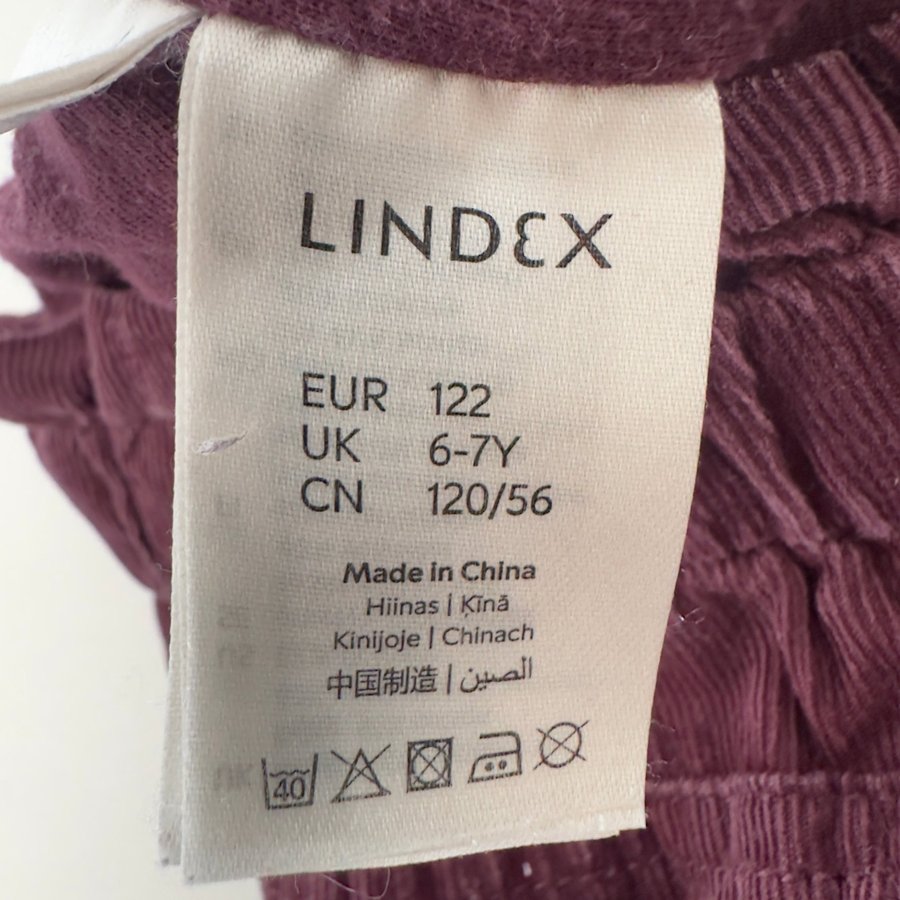 LINDEX
EUR 122
UK 6-7Y
CN 120/56
Made in China
Hiinas | Ķīnā
Kinijoje | Chinach
中国制造 | الصين
40